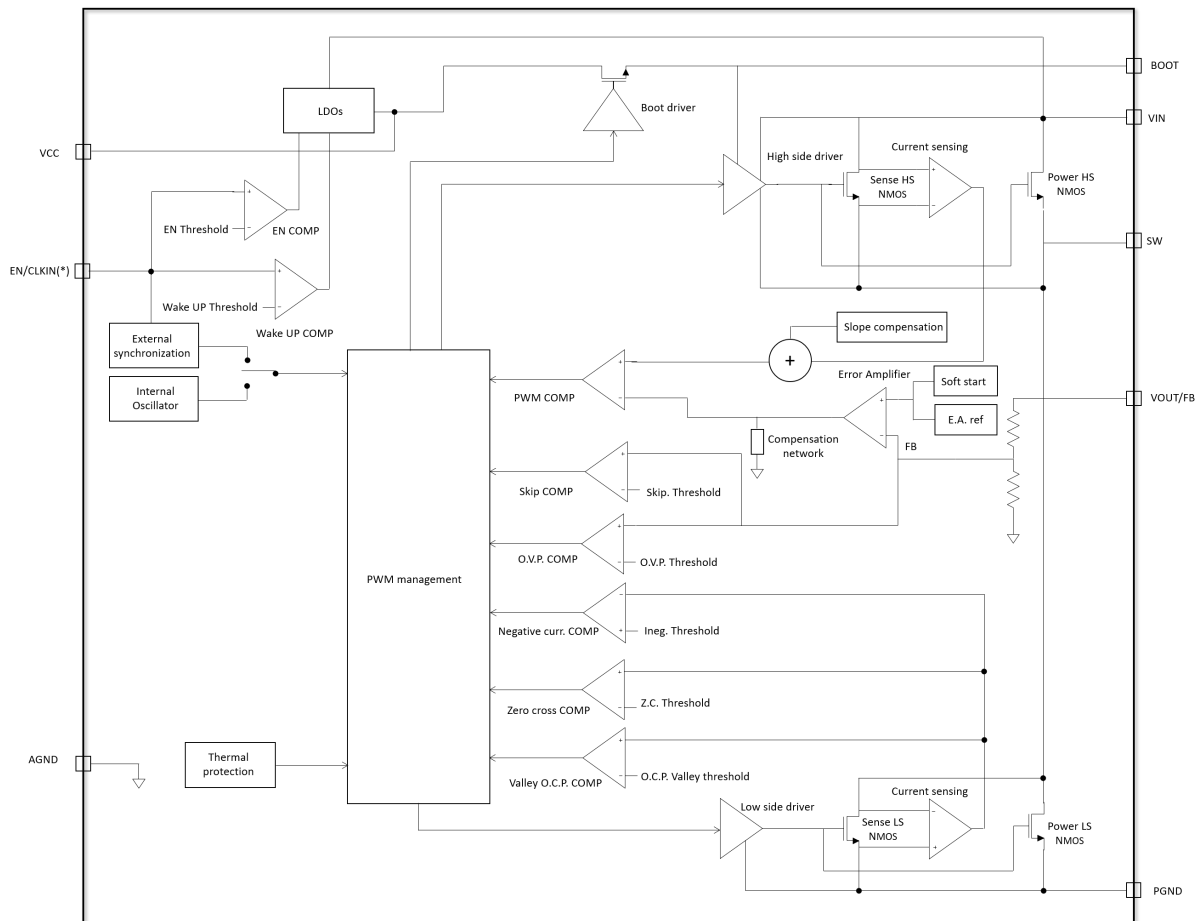 BOOT
LDOs
Boot driver
VIN
VCC
High side driver
Current sensing
+
Sense HS
NMOS
Power HS
NMOS
-
+
EN Threshold
-
EN COMP
SW
EN/CLKIN(*)
+
Wake UP Threshold
-
Wake UP COMP
External
synchronization
Slope compensation
+
+
Internal
Oscillator
PWM COMP
-
Error Amplifier
Soft start
+
E.A. ref
-
VOUT/FB
Compensation
network
FB
+
Skip COMP
-
Skip. Threshold
+
O.V.P. COMP
-
O.V.P. Threshold
PWM management
-
Negative curr. COMP
+
Ineg. Threshold
+
Zero cross COMP
-
Z.C. Threshold
+
Valley O.C.P. COMP
-
O.C.P. Valley threshold
AGND
Thermal
protection
Low side driver
Current sensing
-
Sense LS
NMOS
+
Power LS
NMOS
PGND